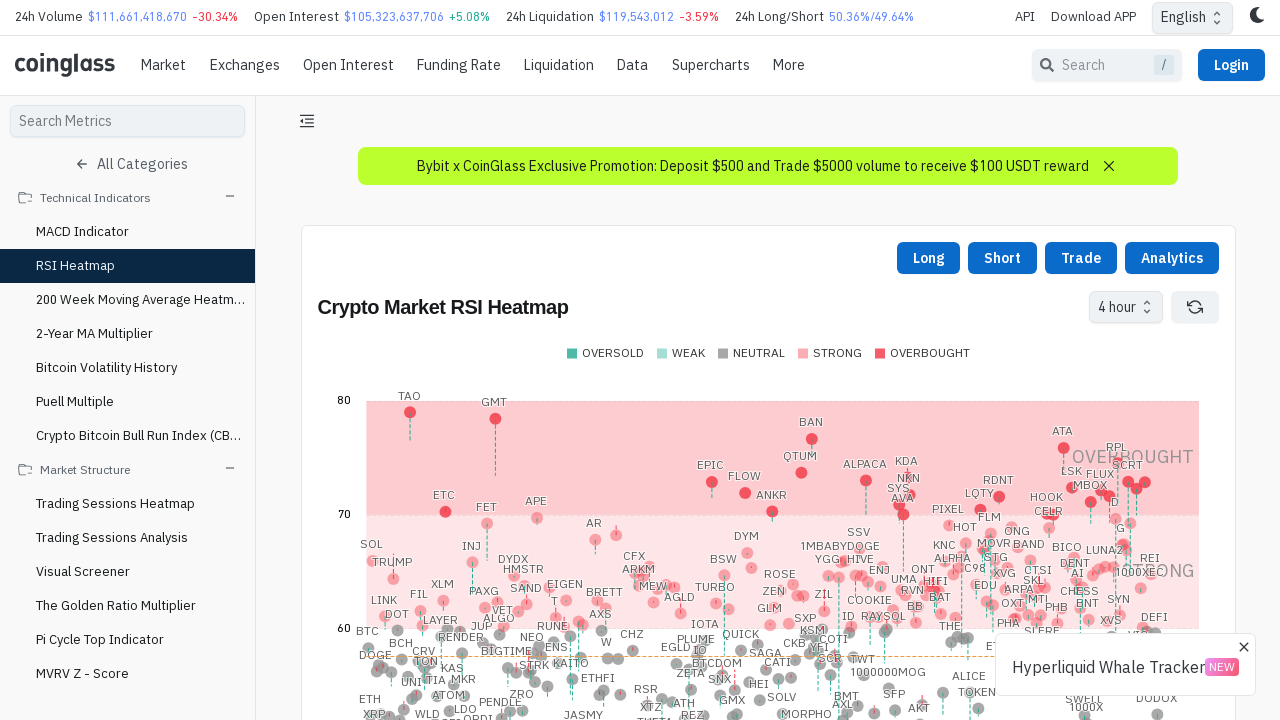 24h Volume $111,661,418,670 -30.34% Open Interest $105,323,637,706 +5.08% 24h Liquidation $119,543,012 -3.59% 24h Long/Short 50.36%/49.64% API Download APP English
coinglass Market Exchanges Open Interest Funding Rate Liquidation Data Supercharts More Search / Login
Search Metrics
All Categories
Technical Indicators
MACD Indicator
RSI Heatmap
200 Week Moving Average Heatm...
2-Year MA Multiplier
Bitcoin Volatility History
Puell Multiple
Crypto Bitcoin Bull Run Index (CB...
Market Structure
Trading Sessions Heatmap
Trading Sessions Analysis
Visual Screener
The Golden Ratio Multiplier
Pi Cycle Top Indicator
MVRV Z - Score
Bybit x CoinGlass Exclusive Promotion: Deposit $500 and Trade $5000 volume to receive $100 USDT reward
Long Short Trade Analytics
Crypto Market RSI Heatmap
4 hour
OVERSOLD WEAK NEUTRAL STRONG OVERBOUGHT
80
TAO
GMT
BAN
ATA
RPL
OVERBOUGHT
QTUM
KDA
EPIC
ALPACA
SCRT
FLOW
NKN
RDNT
LSK
FLUX
MBOX
SYS
ETC
ANKR
AVA
LQTY
HOOK
70
FET
APE
PIXEL
CELR
FLM
AR
HOT
ONG
G
SOL
INJ
DYM
SSV
1MBABYDOGE
KNC
MOVR
BAND
BICO
LUNA2
TRUMP
DYDX
HMSTR
CFX
ARKM
BSW
YGG
HIVE
ENJ
ALPHA
C98
STG
XVG
DENT
AI
REI
STRONG
1000XEC
XLM
PAXG
SAND
EIGEN
BRETT
MEW
AGLD
TURBO
ROSE
ZEN
ZIL
COOKIE
UMA
RVN
ONT
HIFI
BAT
EDU
ARPA
CTSI
SKL
CHESS
FIL
LINK
T
GLM
BB
OXT
MTL
PHB
BNT
SYN
DOT
LAYER
VET
ALGO
AXS
SXP
ID
RAYSOL
XVS
DEFI
60
BTC
JUP
RUNE
IOTA
KSM
THE
PHA
BCH
RENDER
NEO
CHZ
PLUME
QUICK
COTI
DOGE
CRV
TON
BIGTIME
ENS
W
EGLD
IO
SAGA
CKB
YFI
SCR
TWT
KAS
STRK
KAITO
BTCDOM
CATI
1000000MOG
UNI
TIA
MKR
ETHFI
ZETA
SNX
HEI
ALICE
ETH
ATOM
ZRO
RSR
SOLV
BMT
SFP
TOKEN
DODOX
LDO
PENDLE
XTZ
ATH
GMX
AXL
AKT
1000X
XRP
WLD
JASMY
REZ
MORPHO
Hyperliquid Whale Tracker NEW